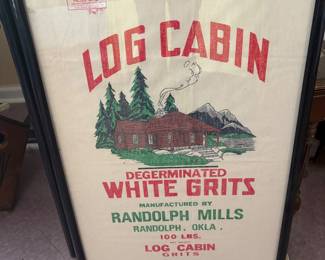 LOG CABIN
DEGERMINATED
WHITE GRITS
MANUFACTURED BY
RANDOLPH MILLS
RANDOLPH, OKLA.
100 LBS.
LOG CABIN
GRITS